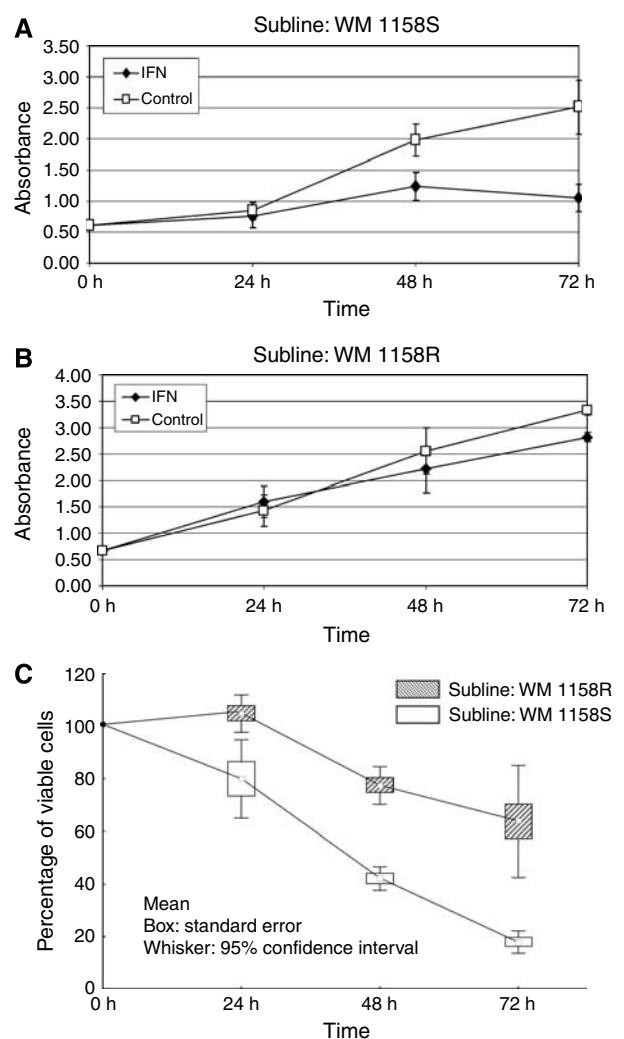 A
Subline: WM 1158S
3.50
3.00
2.50
2.00
1.50
1.00
0.50
0.00
Absorbance
IFN
Control
0 h 24 h 48 h 72 h
Time
B
Subline: WM 1158R
4.00
3.50
3.00
2.50
2.00
1.50
1.00
0.50
0.00
Absorbance
IFN
Control
0 h 24 h 48 h 72 h
Time
C
120
100
80
60
40
20
0
Percentage of viable cells
Subline: WM 1158R
Subline: WM 1158S
Mean
Box: standard error
Whisker: 95% confidence interval
0 h 24 h 48 h 72 h
Time